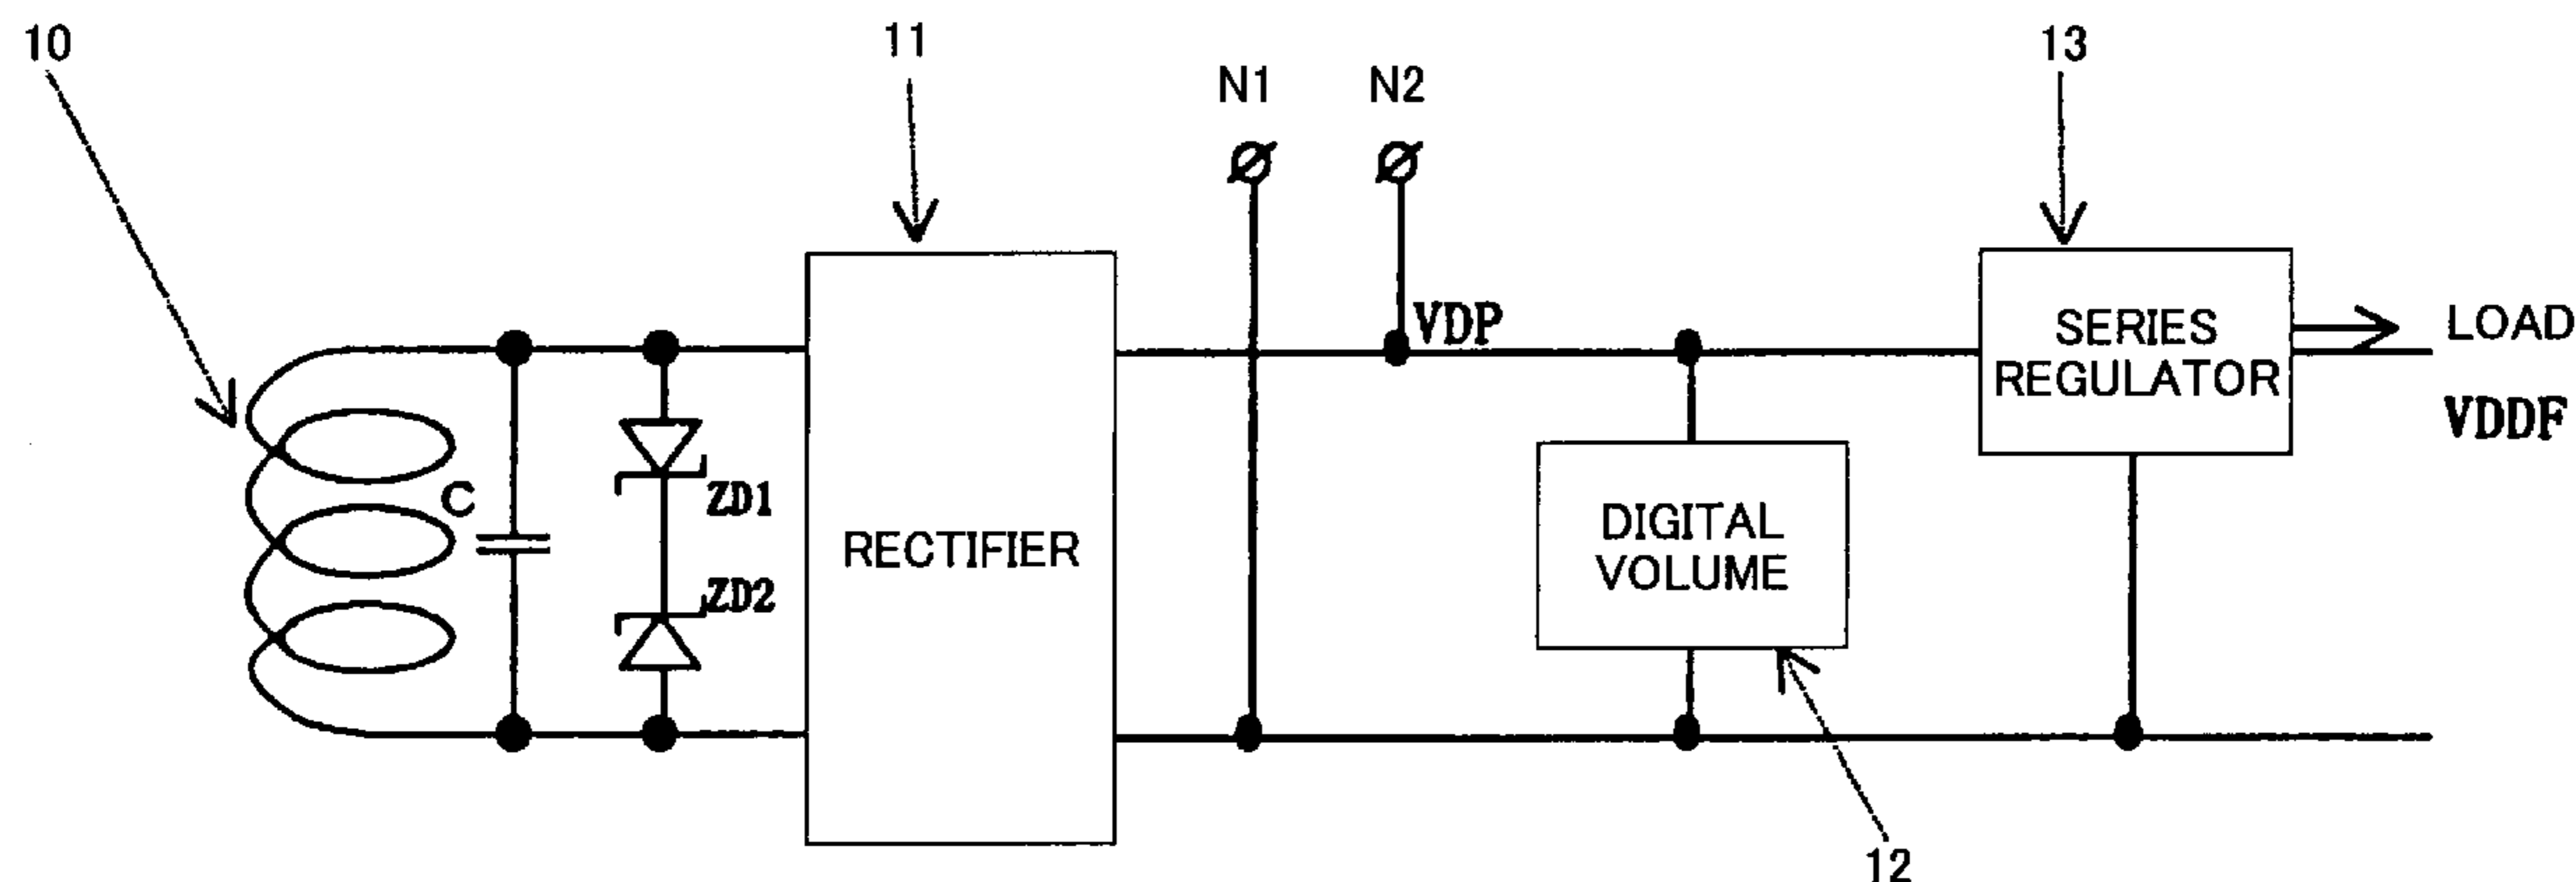 10
11
N1
N2
13
VDP
SERIES
REGULATOR
LOAD
VDDF
C
ZD1
ZD2
RECTIFIER
DIGITAL
VOLUME
12